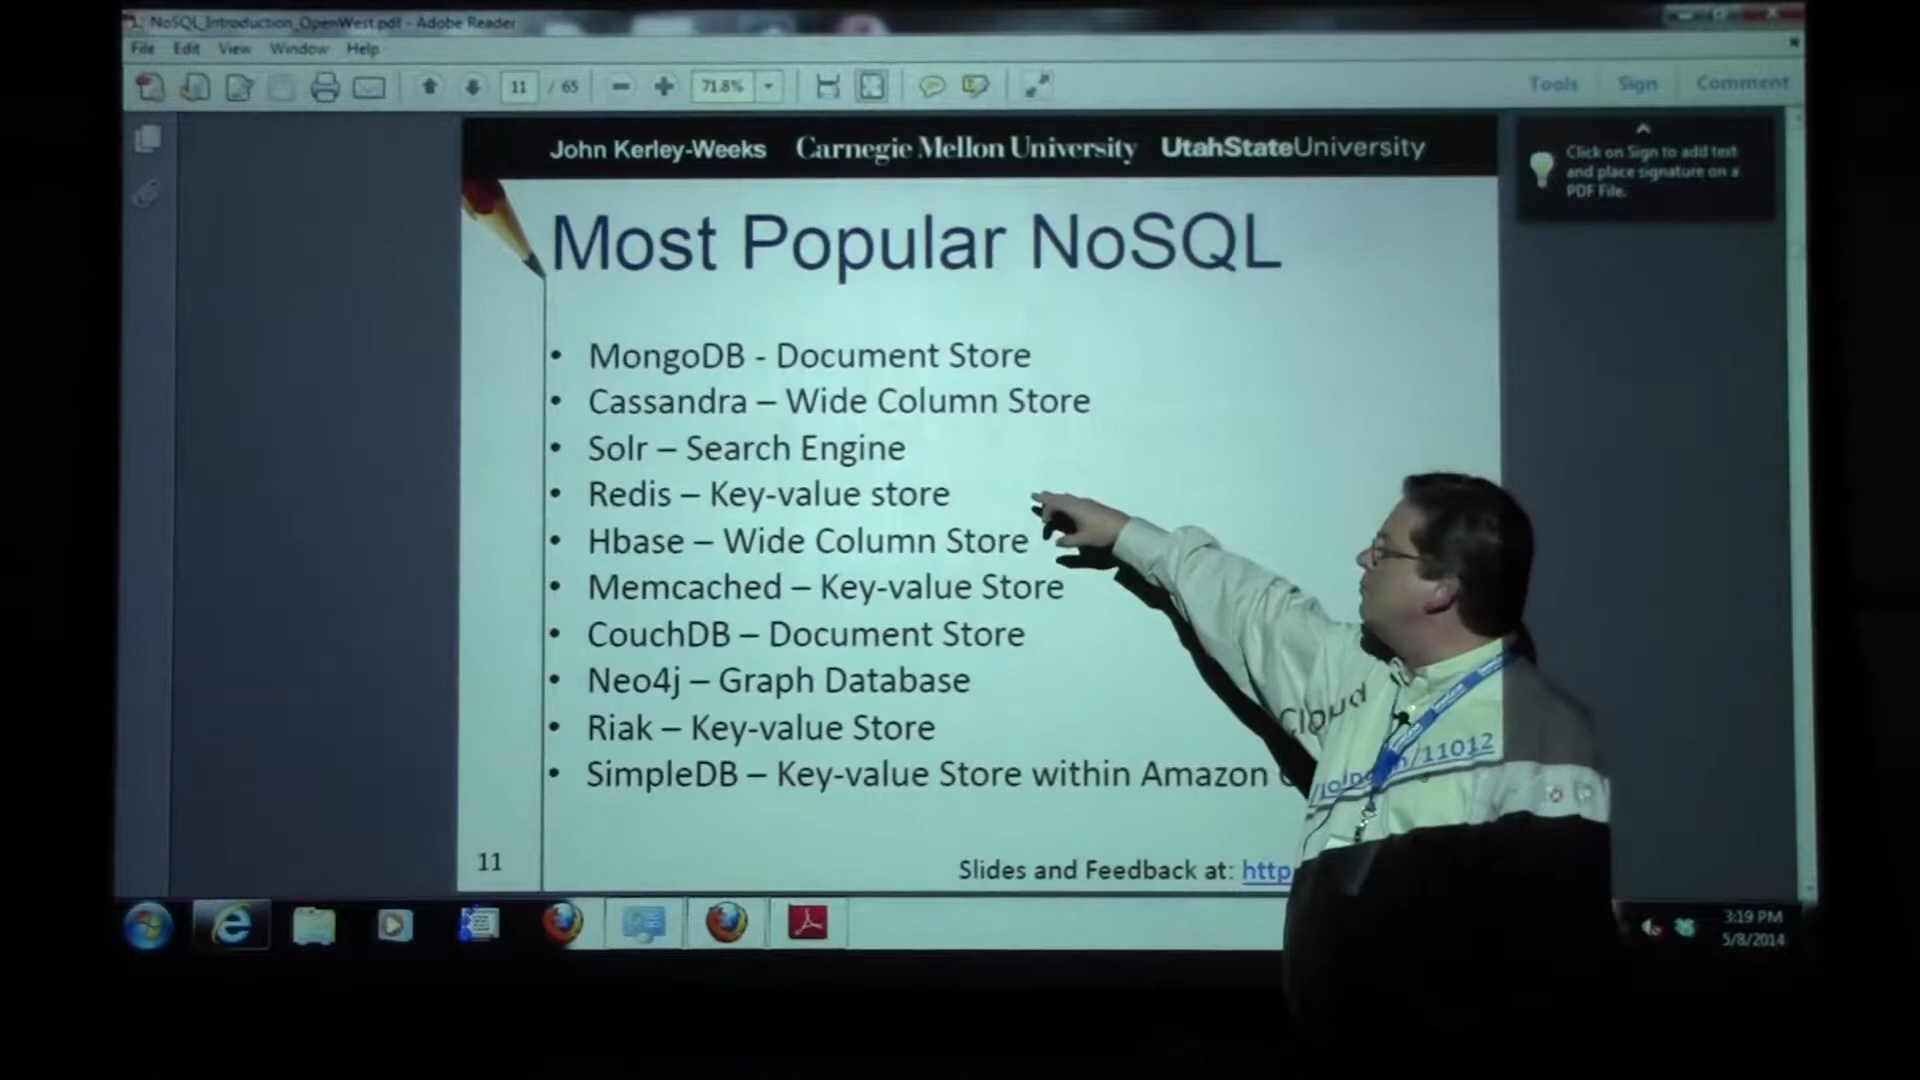 NoSQL_Introduction_OpenWest.pdf - Adobe Reader
File Edit View Window Help
11 / 65 71.8% Tools Sign Comment
John Kerley-Weeks Carnegie Mellon University UtahStateUniversity
Click on Sign to add text
and place signature on a
PDF File.
Most Popular NoSQL
• MongoDB - Document Store
• Cassandra – Wide Column Store
• Solr – Search Engine
• Redis – Key-value store
• Hbase – Wide Column Store
• Memcached – Key-value Store
• CouchDB – Document Store
• Neo4j – Graph Database
• Riak – Key-value Store
• SimpleDB – Key-value Store within Amazon Cloud
11
Slides and Feedback at: http
/11012
3:19 PM
5/8/2014